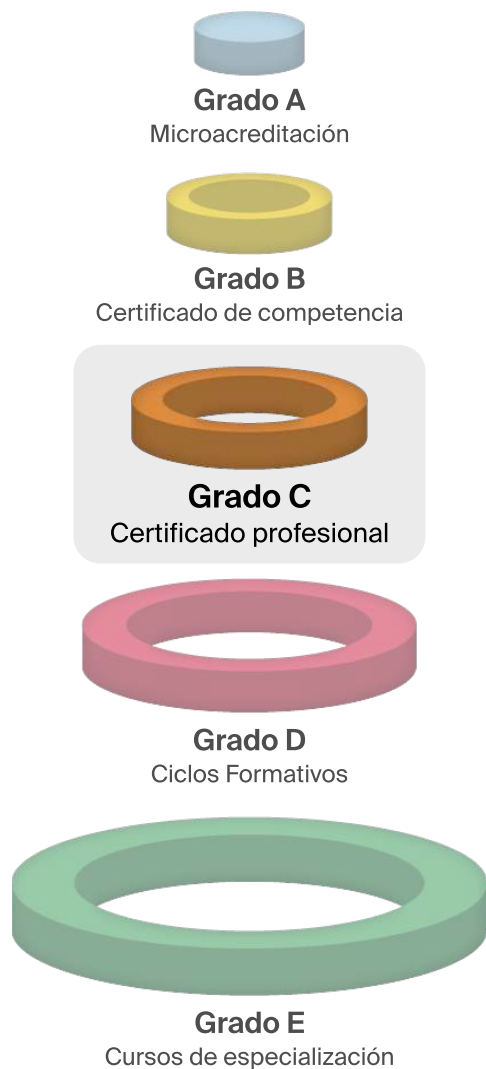 Grado A
Microacreditación
Grado B
Certificado de competencia
Grado C
Certificado profesional
Grado D
Ciclos Formativos
Grado E
Cursos de especialización